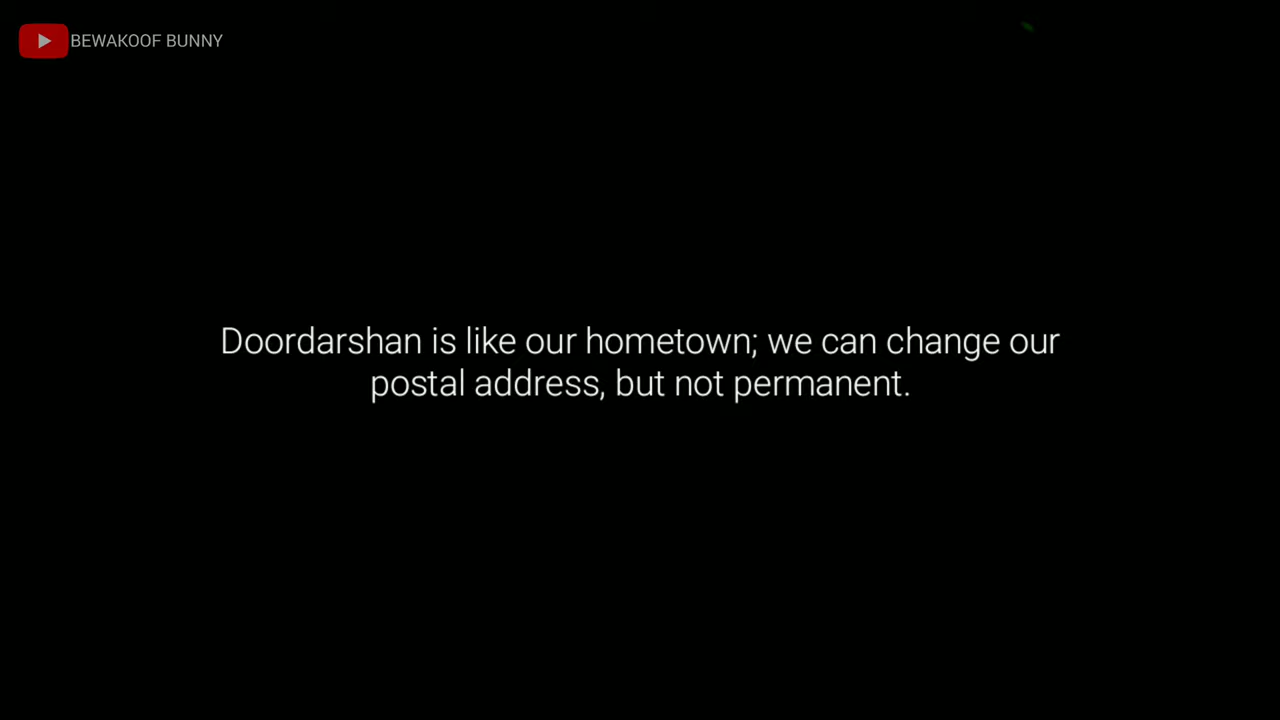 BEWAKOOF BUNNY
Doordarshan is like our hometown; we can change our
postal address, but not permanent.